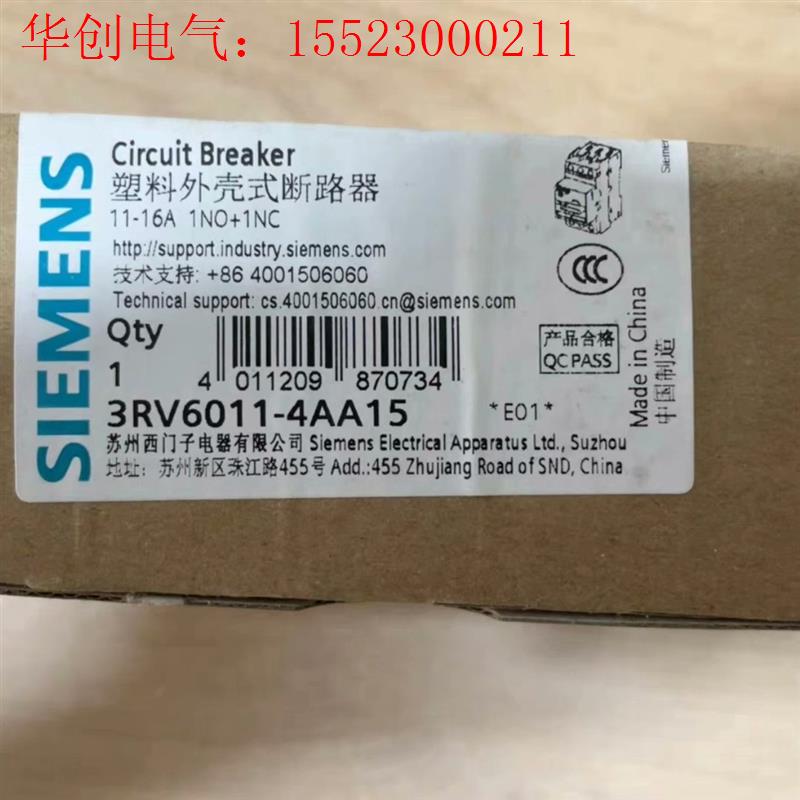 华创电气：15523000211
SIEMENS
Circuit Breaker
塑料外壳式断路器
11-16A 1NO+1NC
http://support.industry.siemens.com
技术支持: +86 4001506060
Technical support: cs.4001506060.cn@siemens.com
Qty
1
4 011209 870734
3RV6011-4AA15
*E01*
苏州西门子电器有限公司 Siemens Electrical Apparatus Ltd., Suzhou
地址: 苏州新区珠江路455号 Add.:455 Zhujiang Road of SND, China
CCC
产品合格
QC PASS
Made in China
中国制造